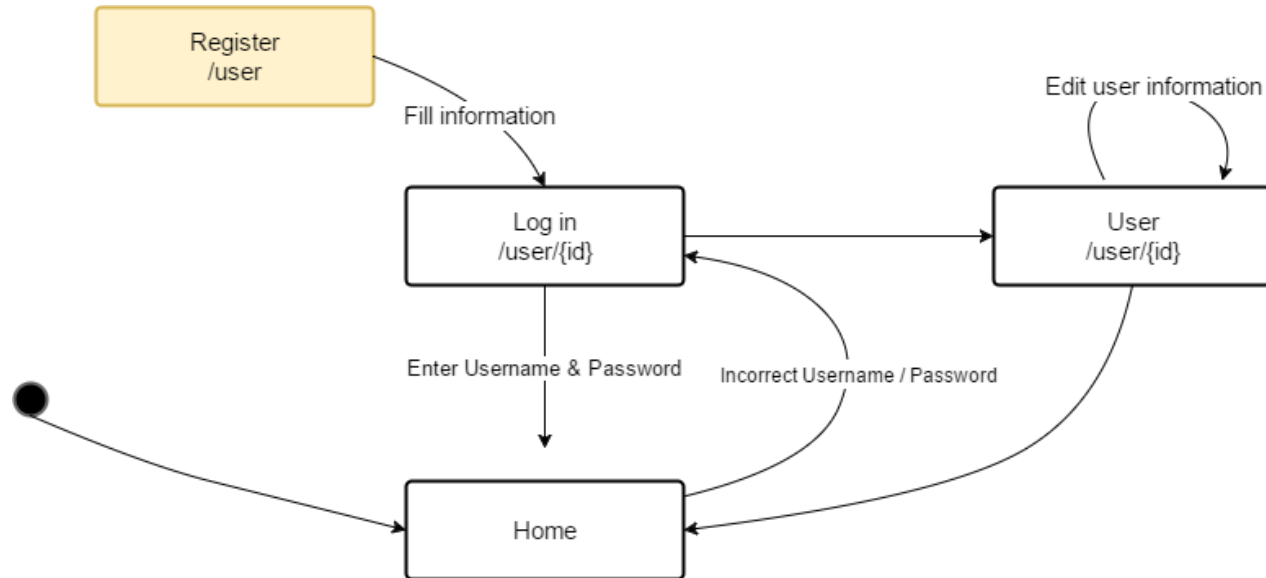 Register
/user
Fill information
Edit user information
Log in
/user/{id}
User
/user/{id}
Enter Username & Password
Incorrect Username / Password
Home